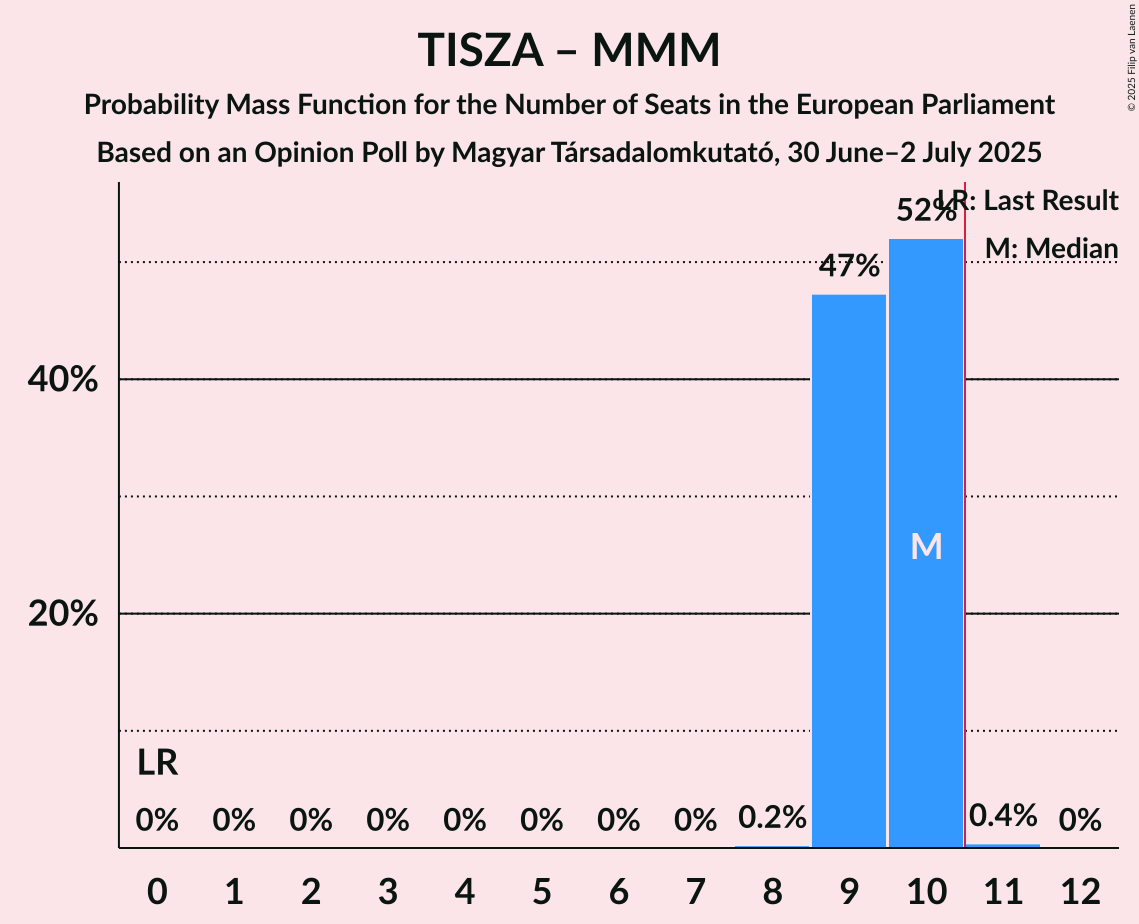 TISZA – MMM
Probability Mass Function for the Number of Seats in the European Parliament
Based on an Opinion Poll by Magyar Társadalomkutató, 30 June–2 July 2025
© 2025 Filip van Laenen
LR: Last Result
M: Median
52%
47%
40%
M
20%
LR
0% 0% 0% 0% 0% 0% 0% 0% 0.2% 0.4% 0%
0 1 2 3 4 5 6 7 8 9 10 11 12